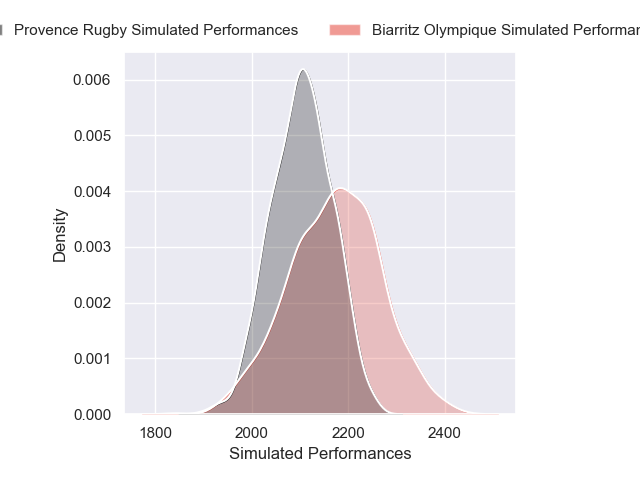 Provence Rugby Simulated Performances
Biarritz Olympique Simulated
0.006
0.005
0.004
0.003
0.002
0.001
0.000
Density
1800 2000 2200 2400
Simulated Performances